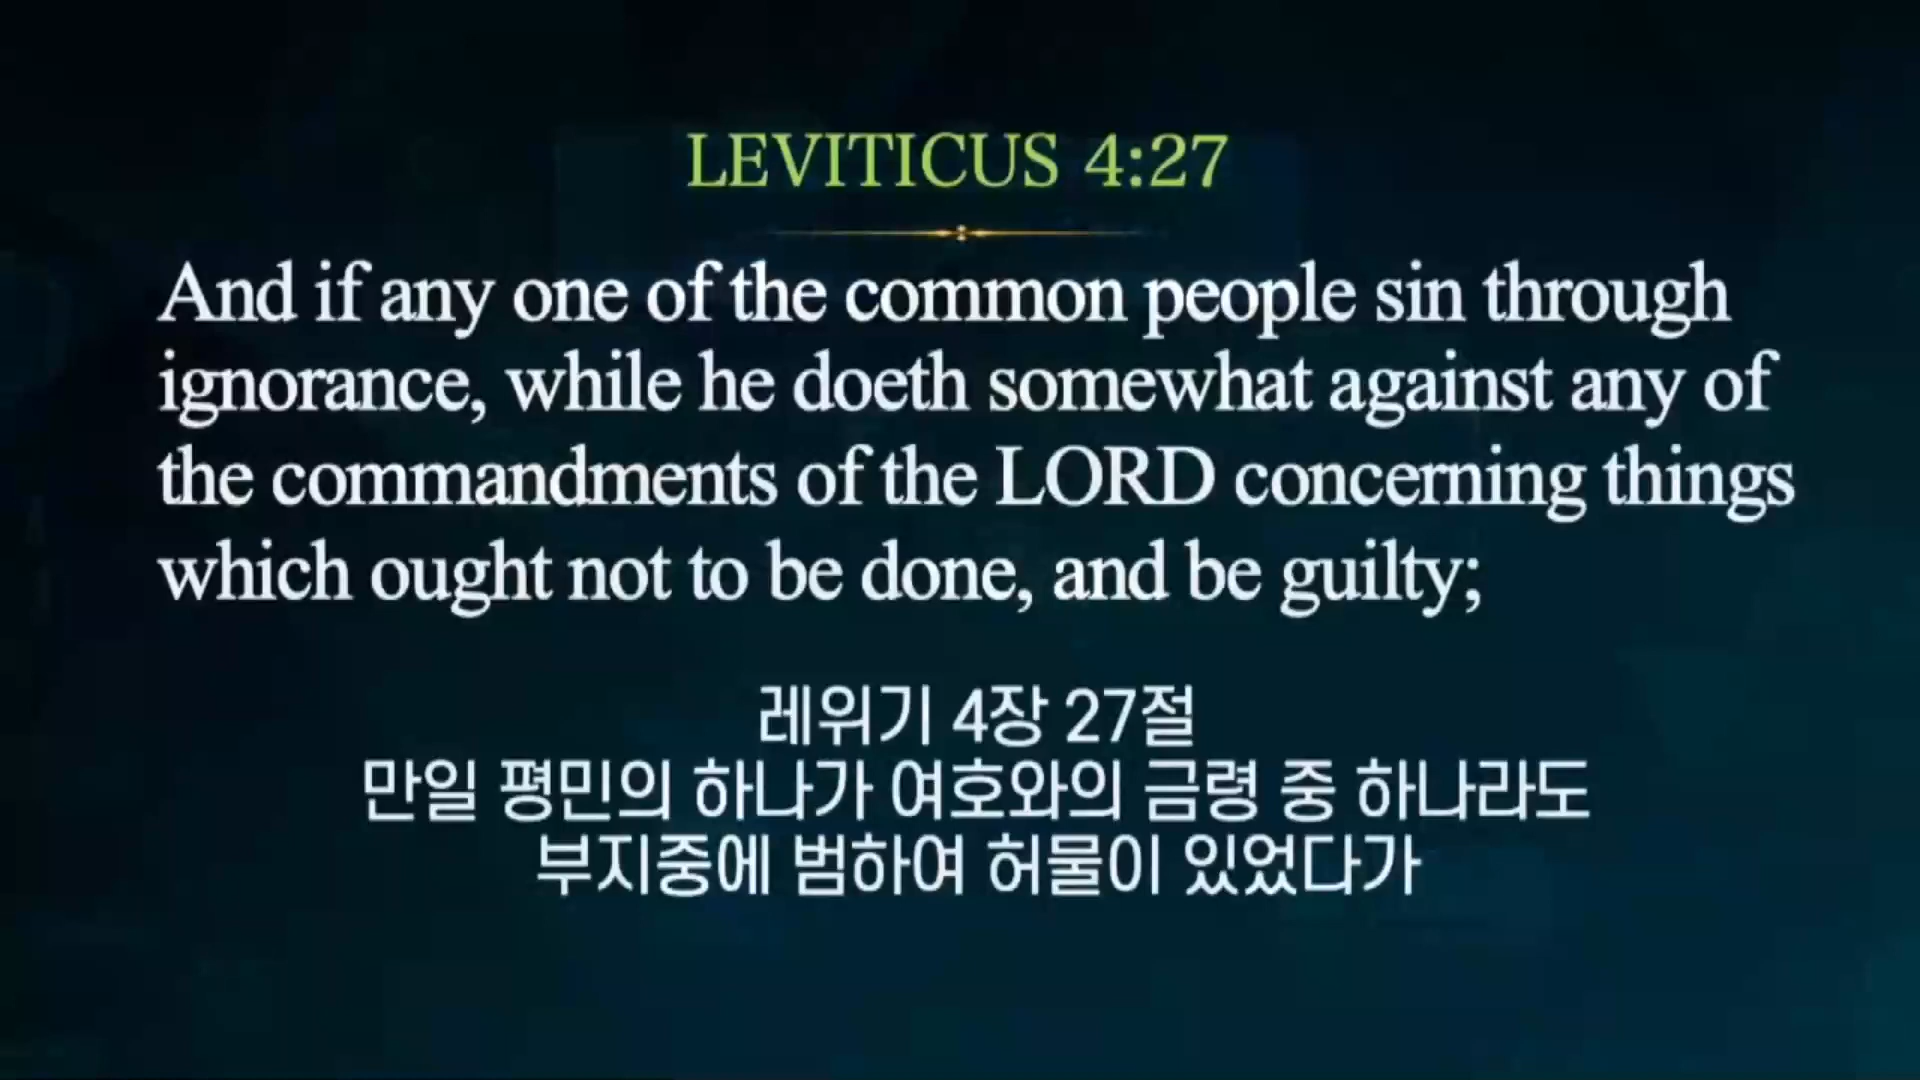 LEVITICUS 4:27
And if any one of the common people sin through
ignorance, while he doeth somewhat against any of
the commandments of the LORD concerning things
which ought not to be done, and be guilty;
레위기 4장 27절
만일 평민의 하나가 여호와의 금령 중 하나라도
부지중에 범하여 허물이 있었다가